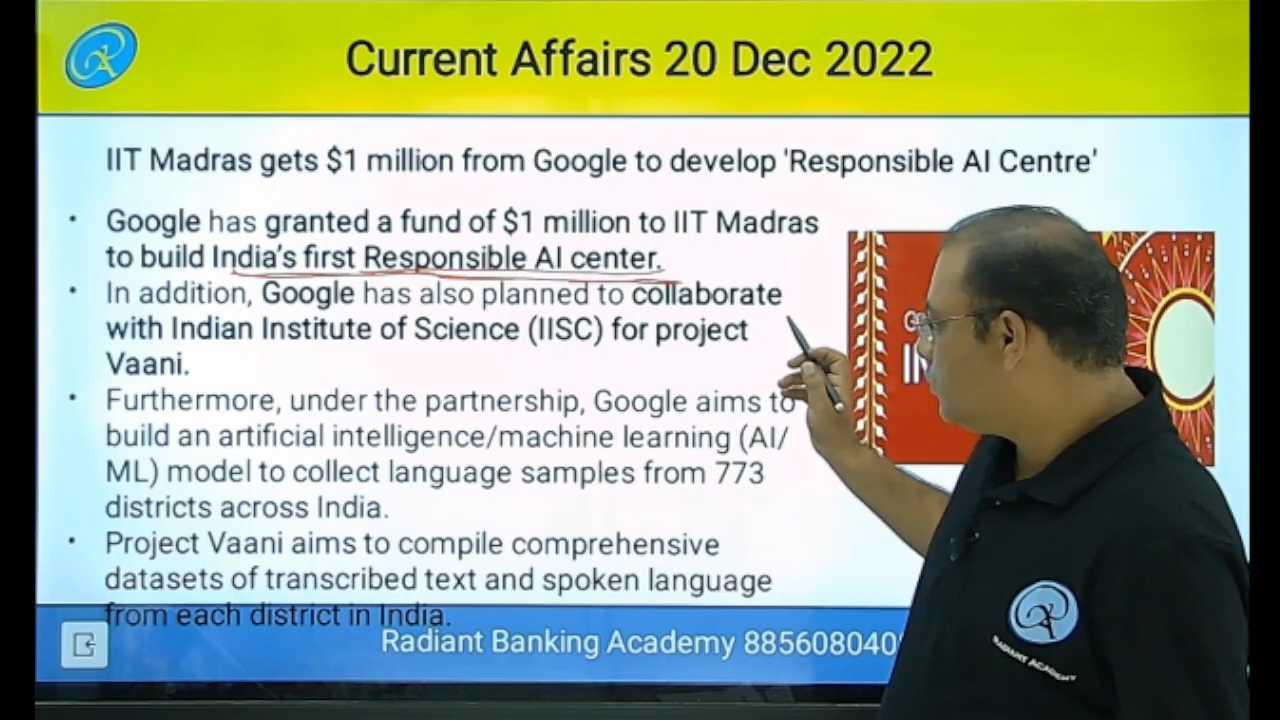 Current Affairs 20 Dec 2022
IIT Madras gets $1 million from Google to develop 'Responsible AI Centre'
• Google has granted a fund of $1 million to IIT Madras
to build India's first Responsible AI center.
• In addition, Google has also planned to collaborate
with Indian Institute of Science (IISC) for project
Vaani.
• Furthermore, under the partnership, Google aims to
build an artificial intelligence/machine learning (AI/
ML) model to collect language samples from 773
districts across India.
• Project Vaani aims to compile comprehensive
datasets of transcribed text and spoken language
from each district in India.
Radiant Banking Academy 885608040
RADIANT ACADEMY